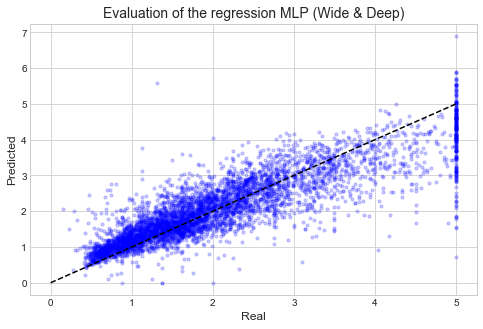 Evaluation of the regression MLP (Wide & Deep)
7
6
5
4
3
2
1
0
Predicted
0 1 2 3 4 5
Real